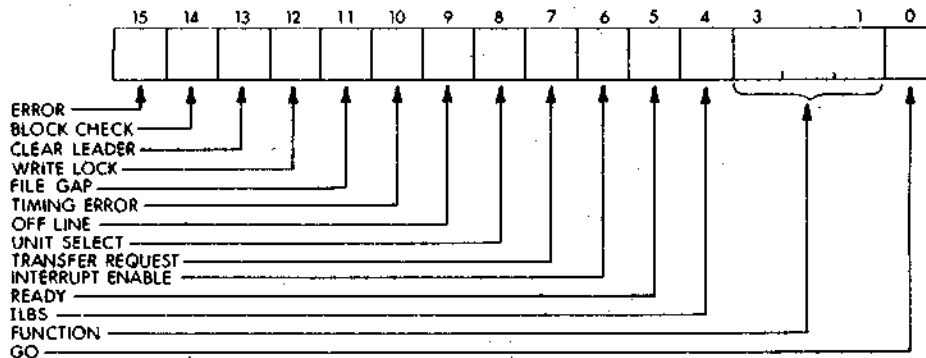 15 14 13 12 11 10 9 8 7 6 5 4 3 1 0
ERROR
BLOCK CHECK
CLEAR LEADER
WRITE LOCK
FILE GAP
TIMING ERROR
OFF LINE
UNIT SELECT
TRANSFER REQUEST
INTERRUPT ENABLE
READY
ILBS
FUNCTION
GO